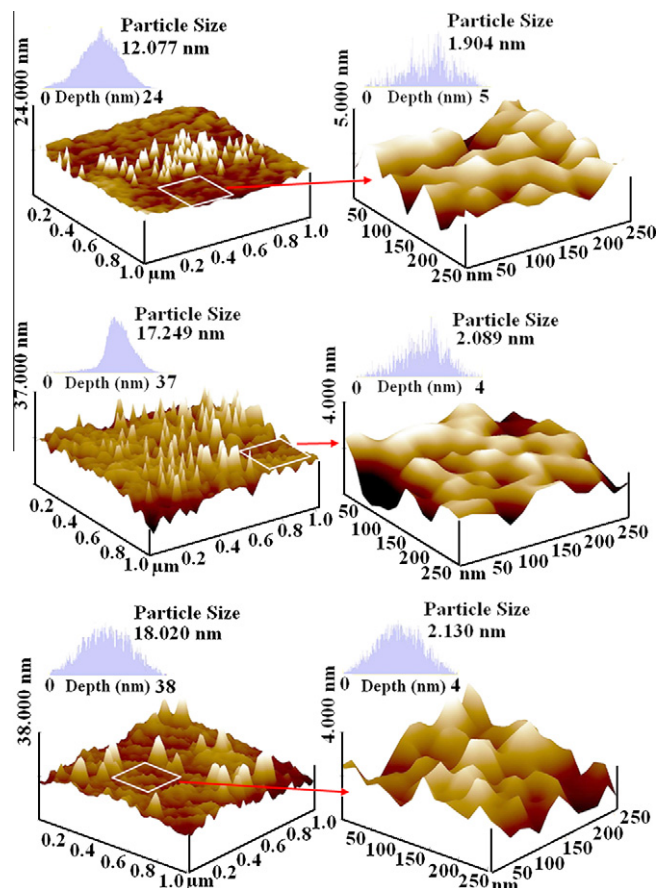 Particle Size
12.077 nm
24.000 nm
0 Depth (nm) 24
0.2
0.4
0.6
0.8
1.0 µm
0.2
0.4
0.6
0.8
1.0
Particle Size
1.904 nm
5.000 nm
0 Depth (nm) 5
50
100
150
200
250 nm
50
100
150
200
250
Particle Size
17.249 nm
37.000 nm
0 Depth (nm) 37
0.2
0.4
0.6
0.8
1.0 µm
0.2
0.4
0.6
0.8
1.0
Particle Size
2.089 nm
4.000 nm
0 Depth (nm) 4
50
100
150
200
250 nm
50
100
150
200
250
Particle Size
18.020 nm
38.000 nm
0 Depth (nm) 38
0.2
0.4
0.6
0.8
1.0 µm
0.2
0.4
0.6
0.8
1.0
Particle Size
2.130 nm
4.000 nm
0 Depth (nm) 4
50
100
150
200
250 nm
50
100
150
200
250